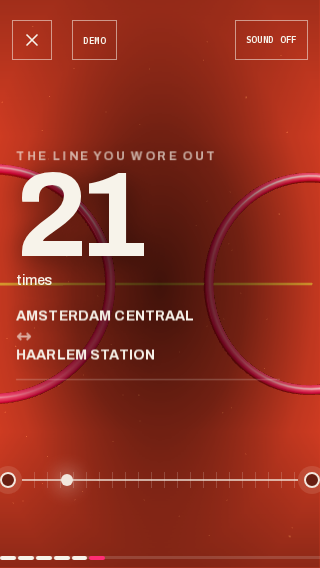 DEMO
SOUND OFF
THE LINE YOU WORE OUT
21
times
AMSTERDAM CENTRAAL
↔
HAARLEM STATION